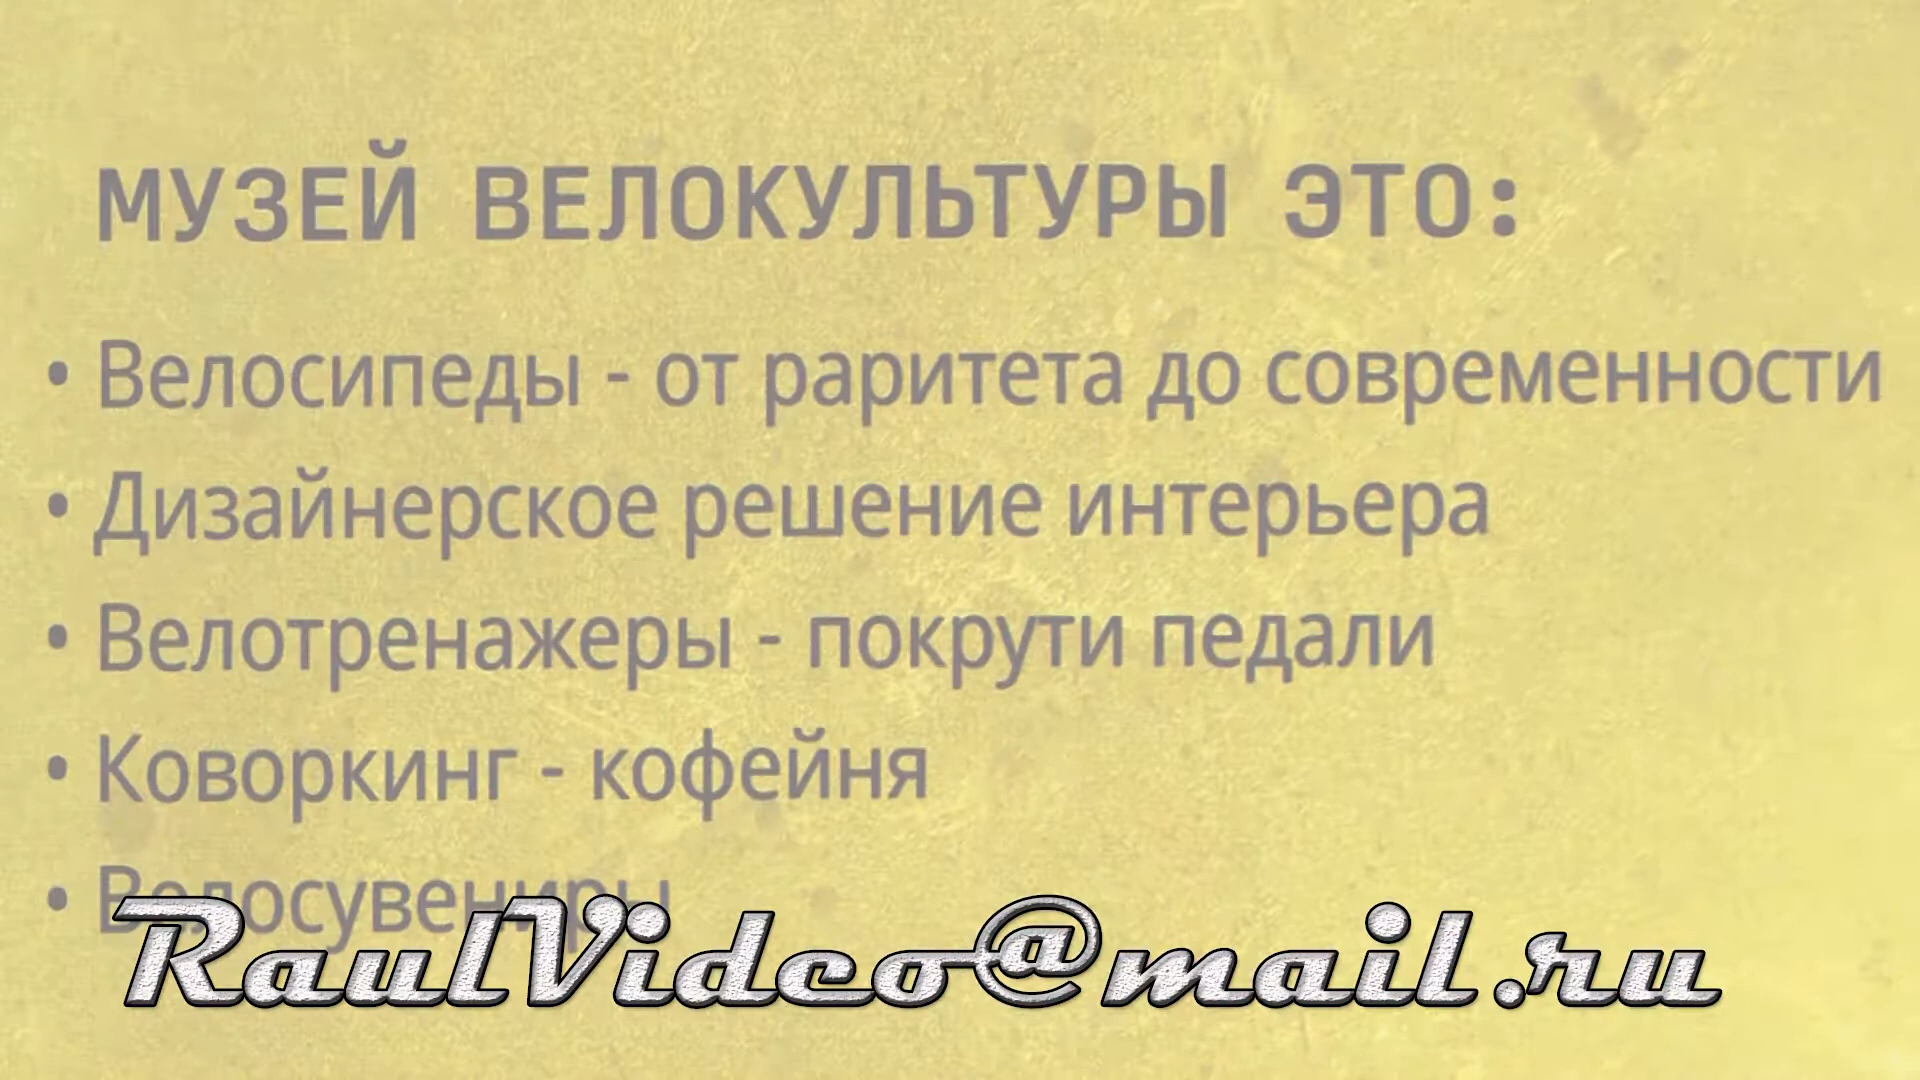 МУЗЕЙ ВЕЛОКУЛЬТУРЫ ЭТО:
• Велосипеды - от раритета до современности
• Дизайнерское решение интерьера
• Велотренажеры - покрути педали
• Коворкинг - кофейня
• Велосувениры
RaulVideo@mail.ru